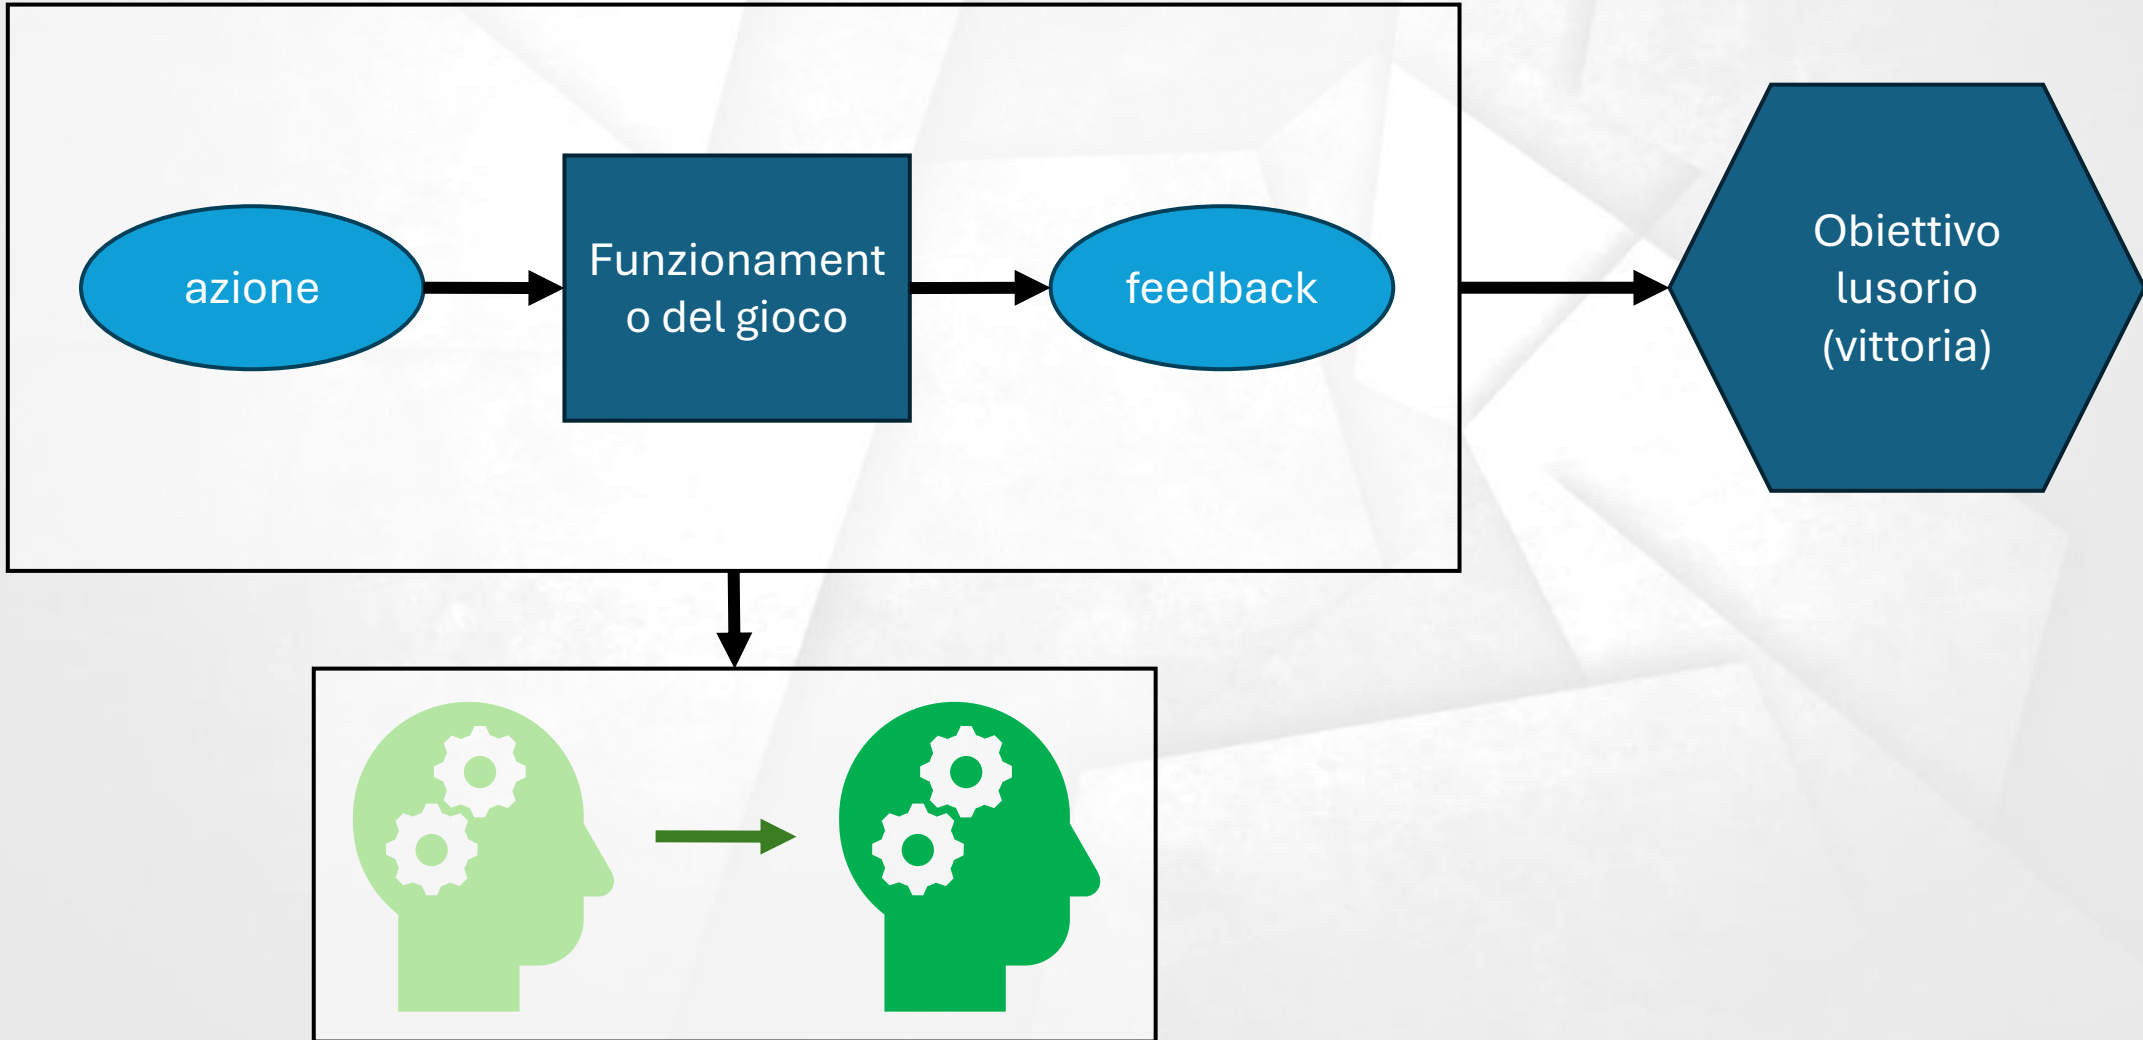 azione
Funzionament
o del gioco
feedback
Obiettivo
lusorio
(vittoria)